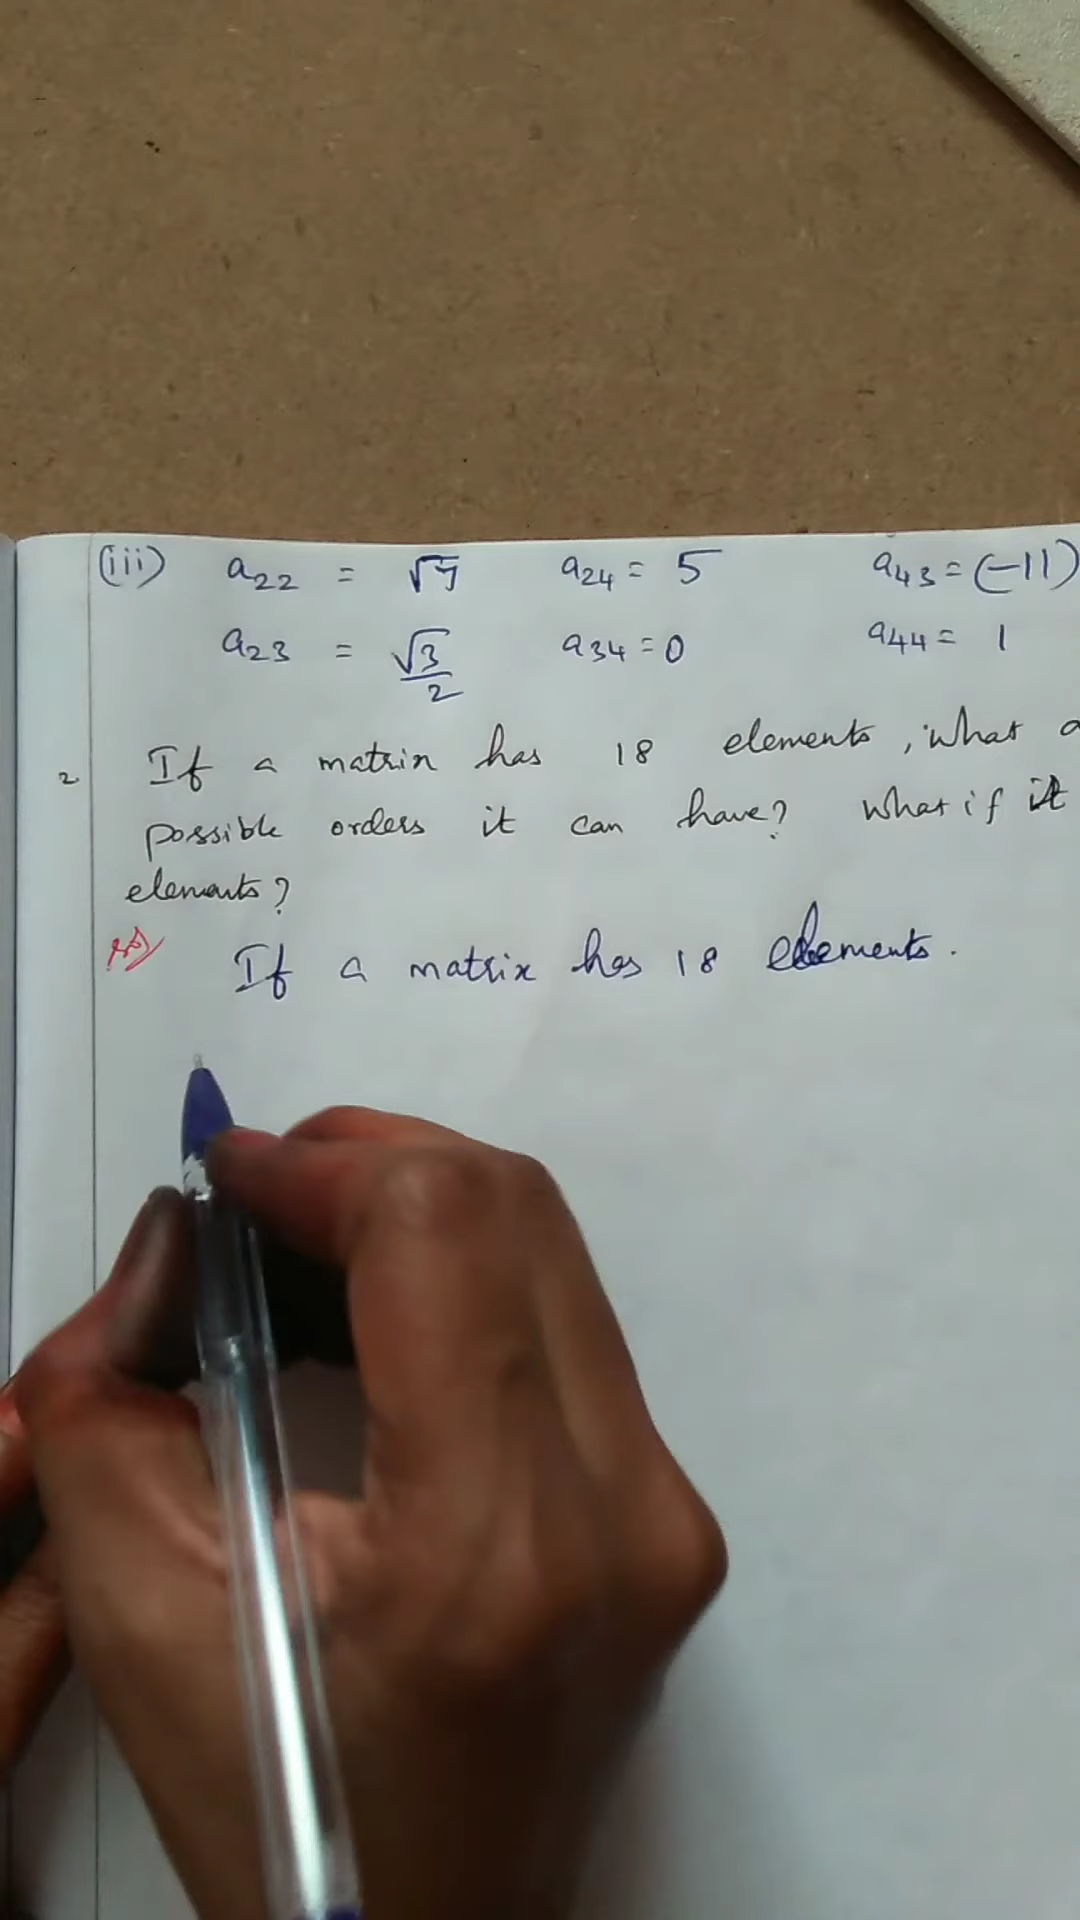 (iii) a22 = √7 a24 = 5 a43 = (-11)
a23 = √3/2 a34 = 0 a44 = 1
2 If a matrix has 18 elements, what a
possible orders it can have? What if it
elements?
If a matrix has 18 elements.